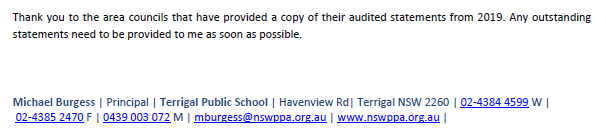 Thank you to the area councils that have provided a copy of their audited statements from 2019. Any outstanding
statements need to be provided to me as soon as possible.
Michael Burgess | Principal | Terrigal Public School | Havenview Rd| Terrigal NSW 2260 | 02-4384 4599 W |
02-4385 2470 F | 0439 003 072 M | mburgess@nswppa.org.au | www.nswppa.org.au |